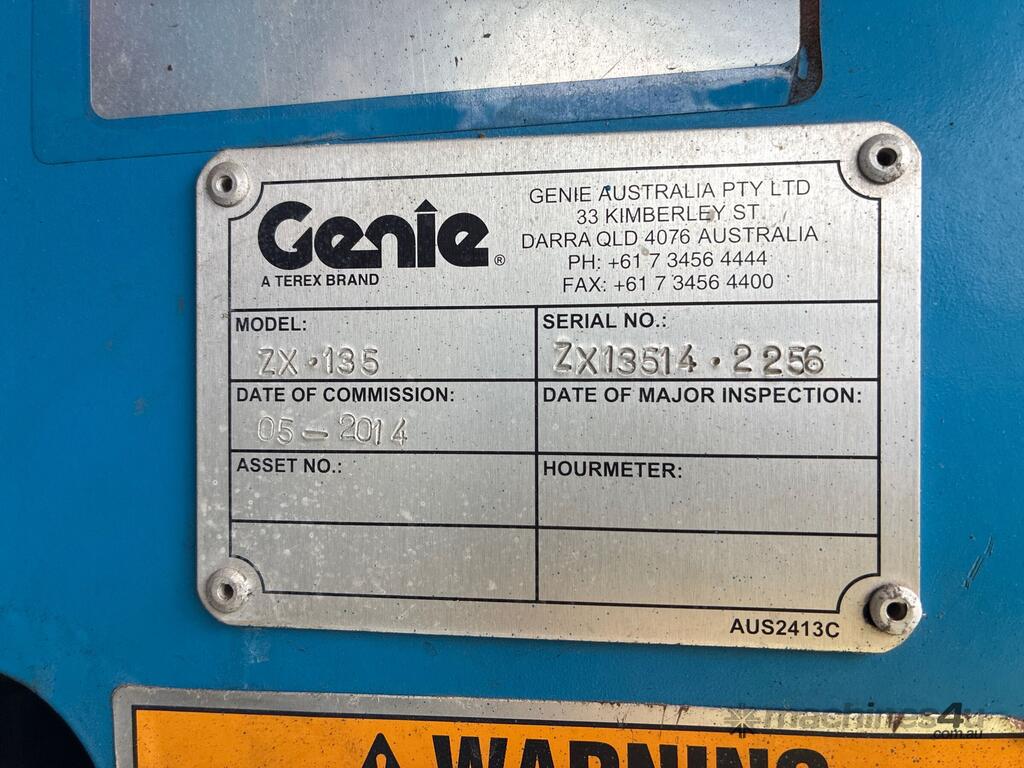 Genie®
A TEREX BRAND
GENIE AUSTRALIA PTY LTD
33 KIMBERLEY ST
DARRA QLD 4076 AUSTRALIA
PH: +61 7 3456 4444
FAX: +61 7 3456 4400
MODEL:
ZX·135
SERIAL NO.:
ZX13514·2256
DATE OF COMMISSION:
05-2014
DATE OF MAJOR INSPECTION:
ASSET NO.:
HOURMETER:
AUS2413C
machines4u
.com.au
WARNING